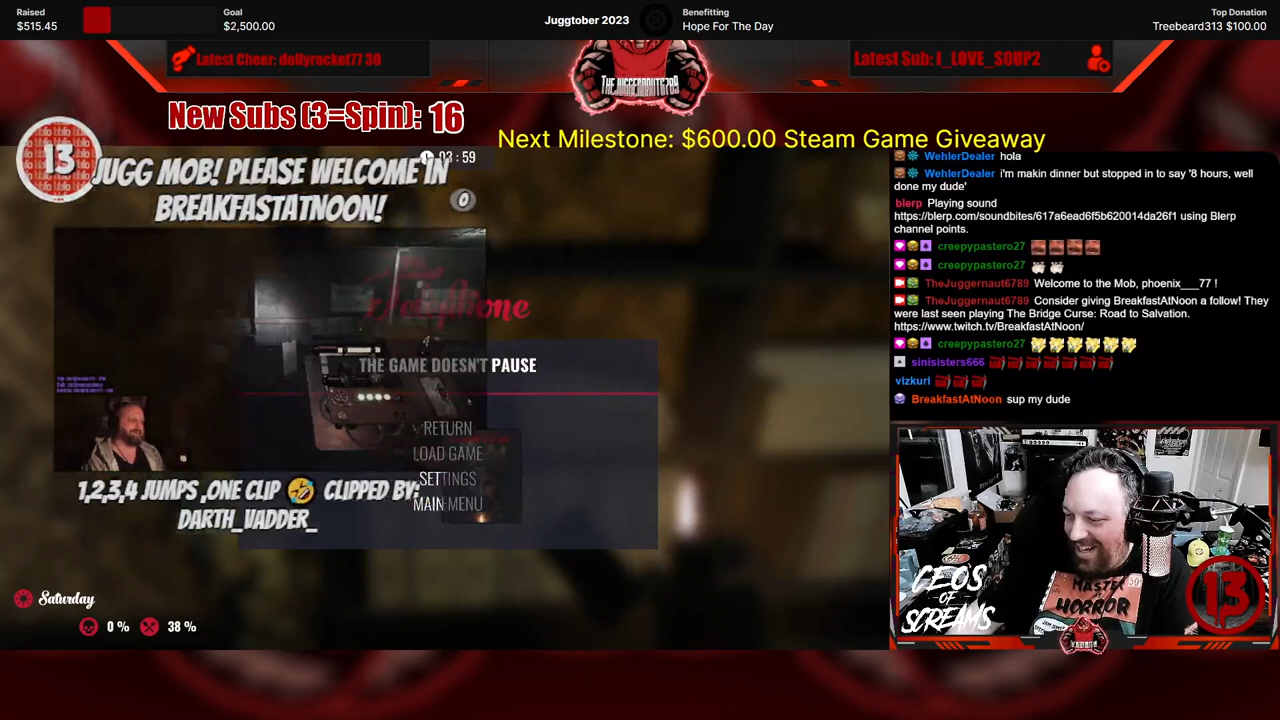 Raised
$515.45
Goal
$2,500.00
Juggtober 2023
Benefitting
Hope For The Day
Top Donation
Treebeard313 $100.00
Latest Cheer: dollyrocket77 30
THEJUGGERNAUT6789
Latest Sub: I_LOVE_SOUP2
New Subs (3=Spin): 16
Next Milestone: $600.00 Steam Game Giveaway
13
03:59
JUGG MOB! PLEASE WELCOME IN
BREAKFASTATNOON!
0
THE GAME DOESN'T PAUSE
RETURN
LOAD GAME
SETTINGS
MAIN MENU
1,2,3,4 JUMPS ,ONE CLIP 🤣 CLIPPED BY:
DARTH_VADDER_
Saturday
0 %
38 %
WehlerDealer hola
WehlerDealer i'm makin dinner but stopped in to say '8 hours, well
done my dude'
blerp Playing sound
https://blerp.com/soundbites/617a6ead6f5b620014da26f1 using Blerp
channel points.
creepypastero27
creepypastero27
TheJuggernaut6789 Welcome to the Mob, phoenix___77 !
TheJuggernaut6789 Consider giving BreakfastAtNoon a follow! They
were last seen playing The Bridge Curse: Road to Salvation.
https://www.twitch.tv/BreakfastAtNoon/
creepypastero27
sinisters666
vizkuri
BreakfastAtNoon sup my dude
CEOS
OF
SCREAMS
MASTER
HORROR
13